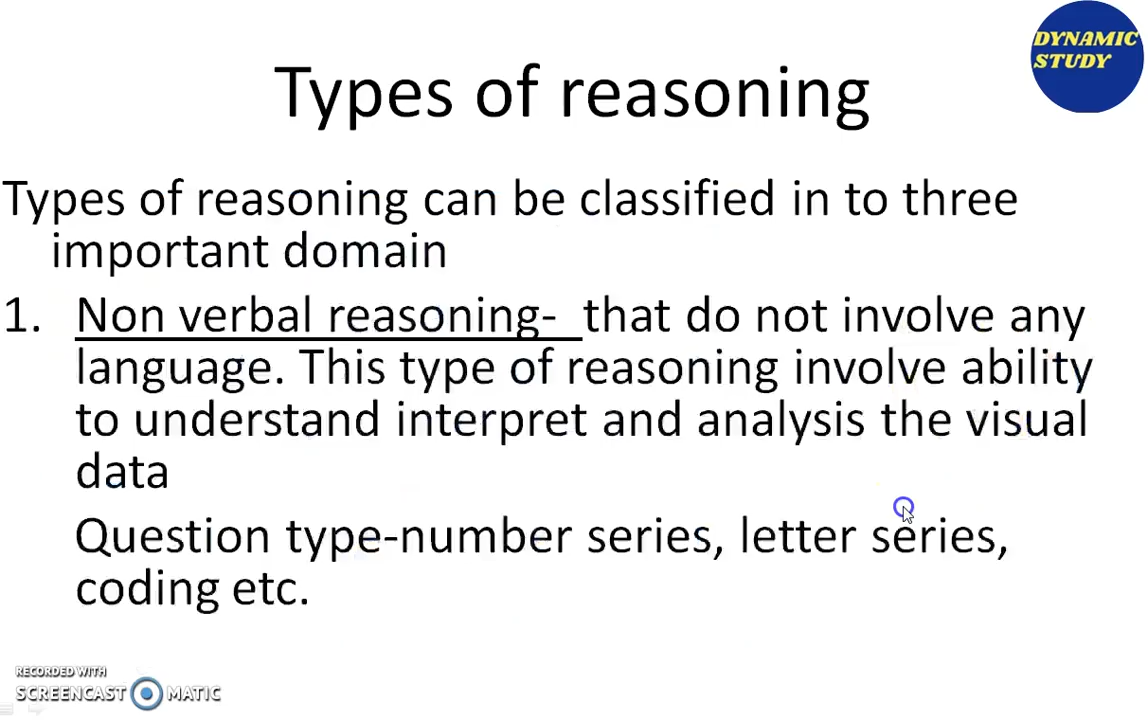 DYNAMIC
STUDY
Types of reasoning
Types of reasoning can be classified in to three
important domain
1. Non verbal reasoning- that do not involve any
language. This type of reasoning involve ability
to understand interpret and analysis the visual
data
Question type-number series, letter series,
coding etc.
RECORDED WITH
SCREENCAST MATIC